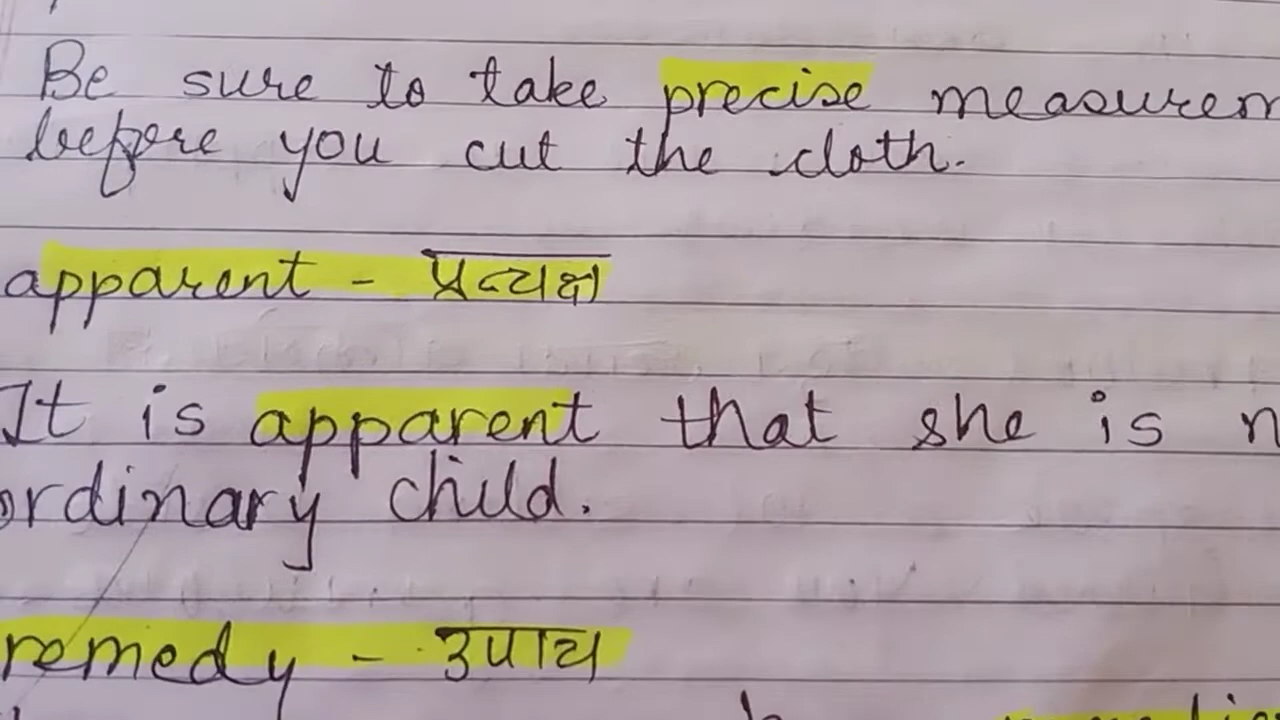 Be sure to take precise measurem
before you cut the cloth.
apparent - प्रत्यक्ष
It is apparent that she is n
ordinary child.
remedy - उपाय